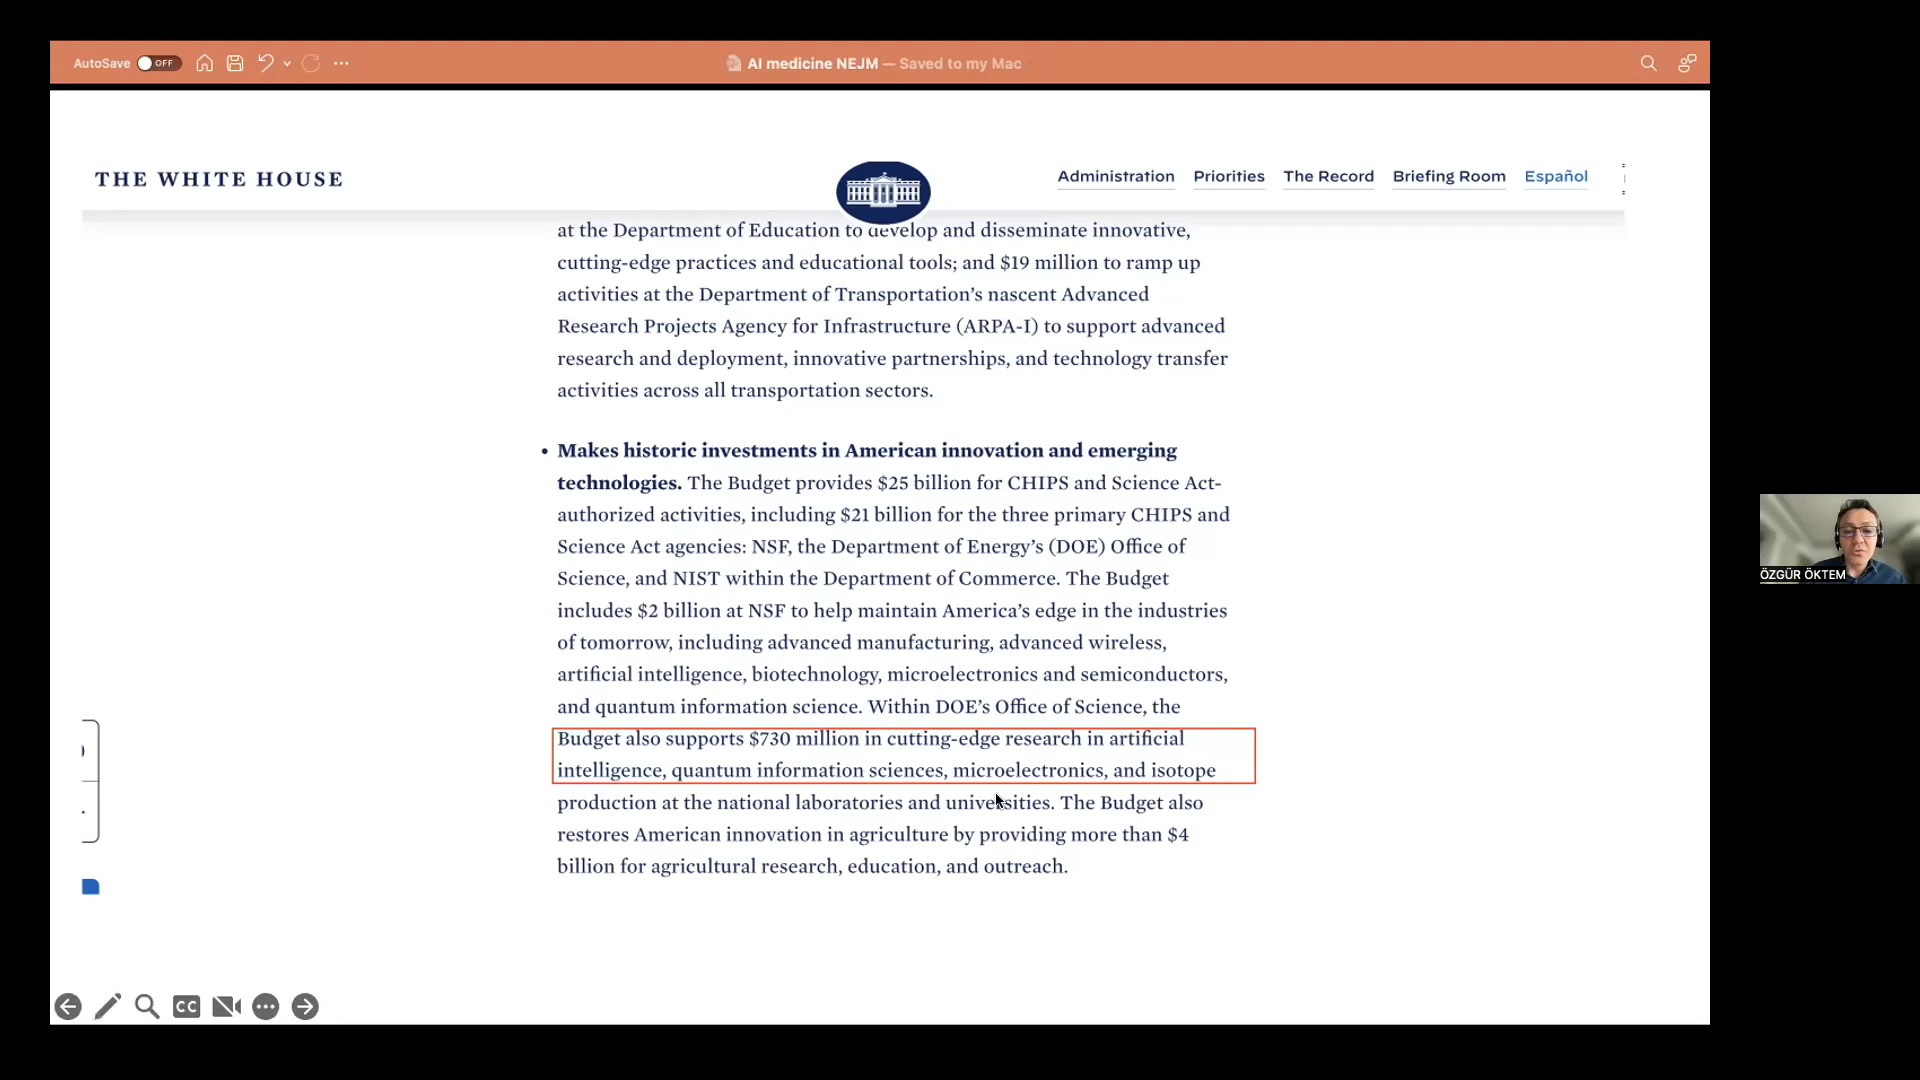 AutoSave OFF
AI medicine NEJM — Saved to my Mac
THE WHITE HOUSE
Administration Priorities The Record Briefing Room Español
at the Department of Education to develop and disseminate innovative,
cutting-edge practices and educational tools; and $19 million to ramp up
activities at the Department of Transportation’s nascent Advanced
Research Projects Agency for Infrastructure (ARPA-I) to support advanced
research and deployment, innovative partnerships, and technology transfer
activities across all transportation sectors.
• Makes historic investments in American innovation and emerging
technologies. The Budget provides $25 billion for CHIPS and Science Act-
authorized activities, including $21 billion for the three primary CHIPS and
Science Act agencies: NSF, the Department of Energy’s (DOE) Office of
Science, and NIST within the Department of Commerce. The Budget
includes $2 billion at NSF to help maintain America’s edge in the industries
of tomorrow, including advanced manufacturing, advanced wireless,
artificial intelligence, biotechnology, microelectronics and semiconductors,
and quantum information science. Within DOE’s Office of Science, the
Budget also supports $730 million in cutting-edge research in artificial
intelligence, quantum information sciences, microelectronics, and isotope
production at the national laboratories and universities. The Budget also
restores American innovation in agriculture by providing more than $4
billion for agricultural research, education, and outreach.
ÖZGÜR ÖKTEM
CC